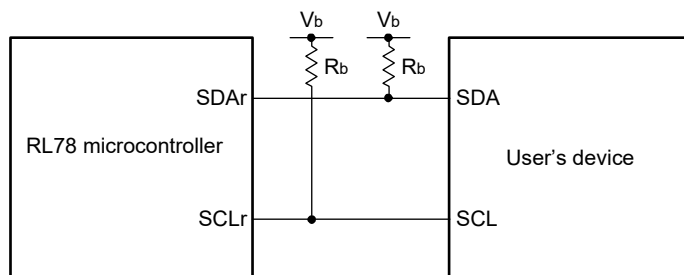 Vb Vb
Rb Rb
SDAr SDA
RL78 microcontroller User's device
SCLr SCL